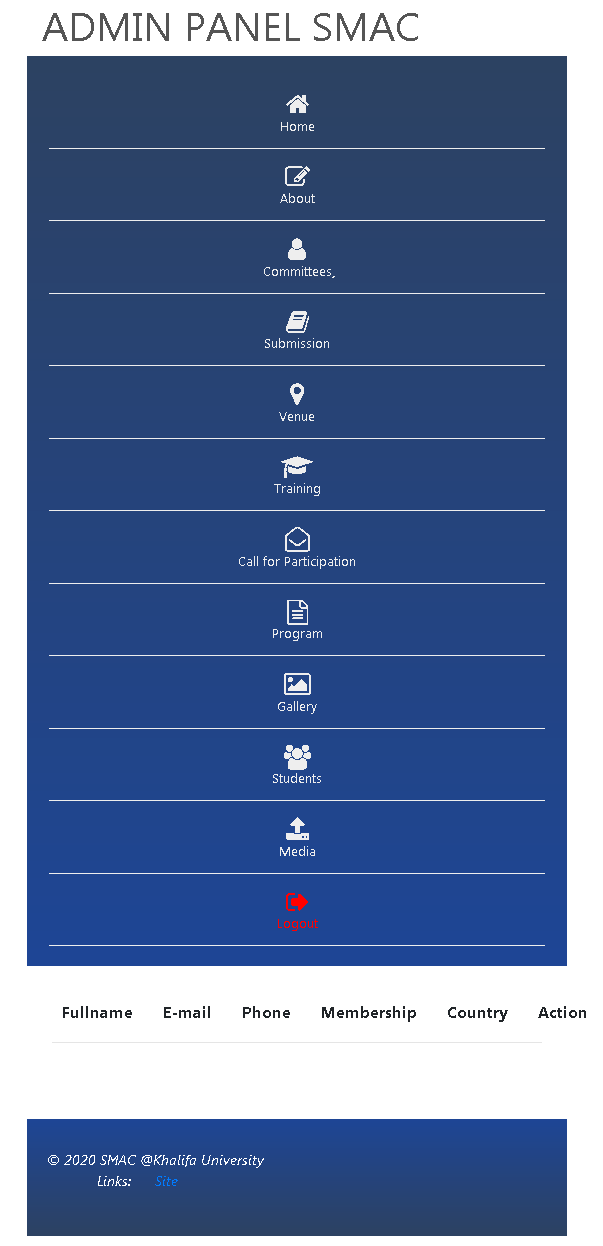 ADMIN PANEL SMAC
Home
About
Committees,
Submission
Venue
Training
Call for Participation
Program
Gallery
Students
Media
Logout
Fullname E-mail Phone Membership Country Action
© 2020 SMAC @Khalifa University
Links: Site